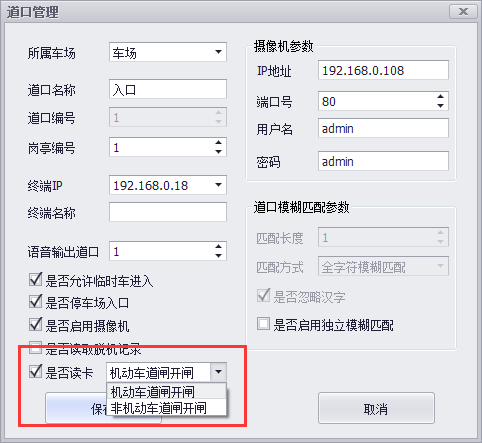 道口管理
所属车场 车场
道口名称 入口
道口编号 1
岗亭编号 1
终端IP 192.168.0.18
终端名称
语音输出道口 1
是否允许临时车进入
是否停车场入口
是否启用摄像机
是否读取脱机记录
是否读卡 机动车道闸开闸
机动车道闸开闸
非机动车道闸开闸
保
摄像机参数
IP地址 192.168.0.108
端口号 80
用户名 admin
密码 admin
道口模糊匹配参数
匹配长度 1
匹配方式 全字符模糊匹配
是否忽略汉字
是否启用独立模糊匹配
取消